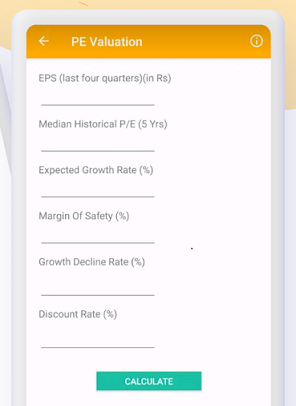 PE Valuation
EPS (last four quarters)(in Rs)
Median Historical P/E (5 Yrs)
Expected Growth Rate (%)
Margin Of Safety (%)
Growth Decline Rate (%)
Discount Rate (%)
CALCULATE